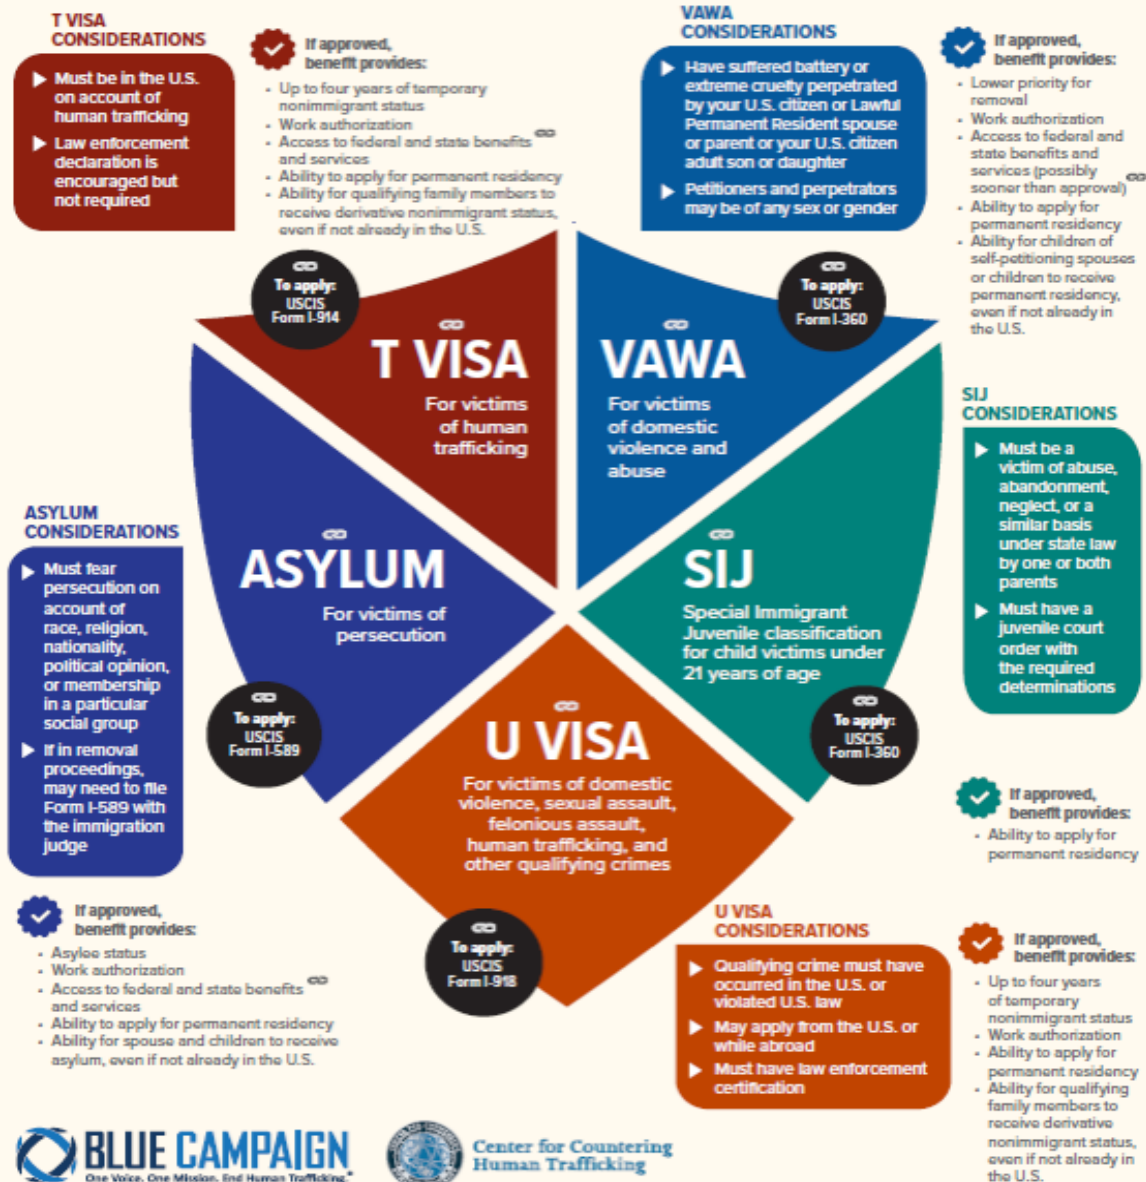 T VISA
CONSIDERATIONS
Must be in the U.S.
on account of
human trafficking
Law enforcement
declaration is
encouraged but
not required
If approved,
benefit provides:
- Up to four years of temporary
nonimmigrant status
- Work authorization
- Access to federal and state benefits
and services
- Ability to apply for permanent residency
- Ability for qualifying family members to
receive derivative nonimmigrant status,
even if not already in the U.S.
VAWA
CONSIDERATIONS
Have suffered battery or
extreme cruelty perpetrated
by your U.S. citizen or Lawful
Permanent Resident spouse
or parent or your U.S. citizen
adult son or daughter
Petitioners and perpetrators
may be of any sex or gender
If approved,
benefit provides:
- Lower priority for
removal
- Work authorization
- Access to federal and
state benefits and
services (possibly
sooner than approval)
- Ability to apply for
permanent residency
- Ability for children of
self-petitioning spouses
or children to receive
permanent residency,
even if not already in
the U.S.
To apply:
USCIS
Form I-914
T VISA
For victims
of human
trafficking
To apply:
USCIS
Form I-360
VAWA
For victims
of domestic
violence and
abuse
SIJ
CONSIDERATIONS
Must be a
victim of abuse,
abandonment,
neglect, or a
similar basis
under state law
by one or both
parents
Must have a
juvenile court
order with
the required
determinations
ASYLUM
CONSIDERATIONS
Must fear
persecution on
account of
race, religion,
nationality,
political opinion,
or membership
in a particular
social group
If in removal
proceedings,
may need to file
Form I-589 with
the immigration
judge
ASYLUM
For victims of
persecution
To apply:
USCIS
Form I-589
SIJ
Special Immigrant
Juvenile classification
for child victims under
21 years of age
To apply:
USCIS
Form I-360
U VISA
For victims of domestic
violence, sexual assault,
felonious assault,
human trafficking, and
other qualifying crimes
To apply:
USCIS
Form I-918
If approved,
benefit provides:
- Ability to apply for
permanent residency
If approved,
benefit provides:
- Asylee status
- Work authorization
- Access to federal and state benefits
and services
- Ability to apply for permanent residency
- Ability for spouse and children to receive
asylum, even if not already in the U.S.
U VISA
CONSIDERATIONS
Qualifying crime must have
occurred in the U.S. or
violated U.S. law
May apply from the U.S. or
while abroad
Must have law enforcement
certification
If approved,
benefit provides:
- Up to four years
of temporary
nonimmigrant status
- Work authorization
- Ability to apply for
permanent residency
- Ability for qualifying
family members to
receive derivative
nonimmigrant status,
even if not already in
the U.S.
BLUE CAMPAIGN
One Voice. One Mission. End Human Trafficking.
Center for Countering
Human Trafficking